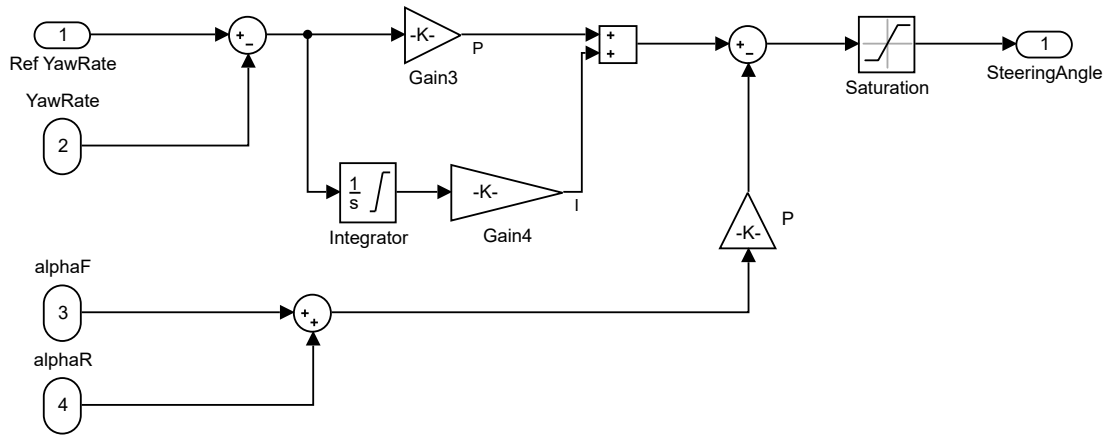 1
Ref YawRate
YawRate
2
+
−
-K-
P
Gain3
+
+
+
−
Saturation
1
SteeringAngle
1
s
Integrator
-K-
I
Gain4
P
-K-
alphaF
3
+
+
alphaR
4